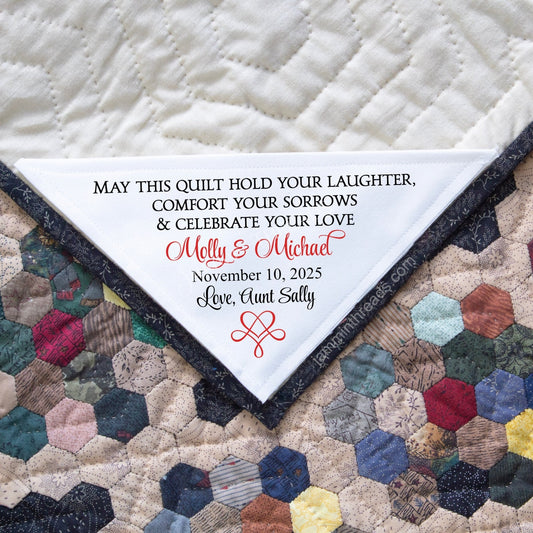 MAY THIS QUILT HOLD YOUR LAUGHTER,
COMFORT YOUR SORROWS
& CELEBRATE YOUR LOVE
Molly & Michael
November 10, 2025
Love, Aunt Sally
jamminthreads.com